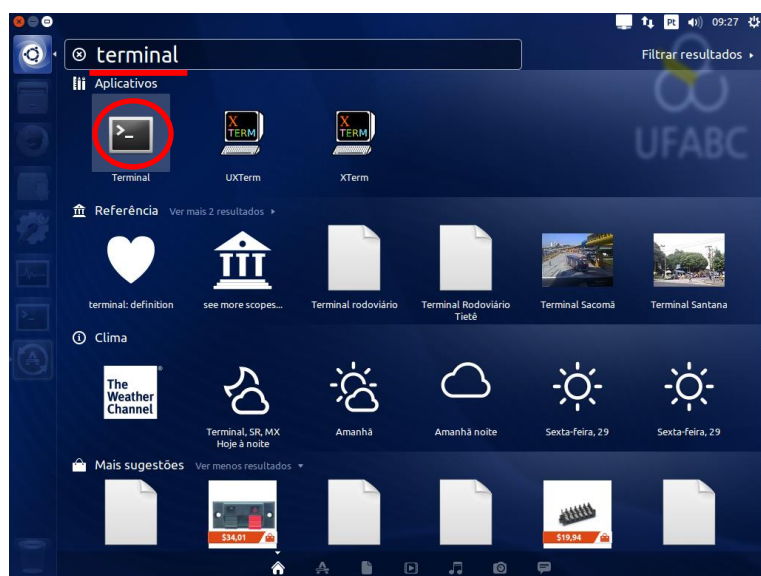 Pt 09:27
terminal
Filtrar resultados
Aplicativos
UFABC
>_
X TERM
X TERM
Terminal
UXTerm
XTerm
Referência Ver mais 2 resultados
terminal: definition
see more scopes...
Terminal rodoviário
Terminal Rodoviário
Tietê
Terminal Sacomã
Terminal Santana
Clima
The
Weather
Channel
Terminal, SR, MX
Hoje à noite
Amanhã
Amanhã noite
Sexta-feira, 29
Sexta-feira, 29
Mais sugestões Ver menos resultados
$34,01
$19,94